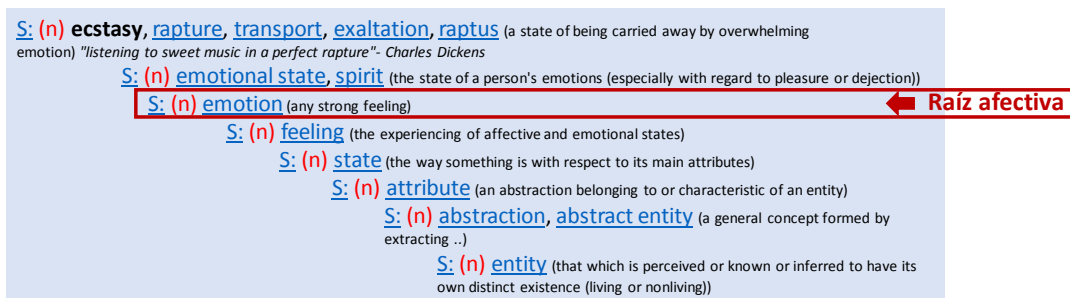 S: (n) ecstasy, rapture, transport, exaltation, raptus (a state of being carried away by overwhelming
emotion) "listening to sweet music in a perfect rapture"- Charles Dickens
S: (n) emotional state, spirit (the state of a person's emotions (especially with regard to pleasure or dejection))
S: (n) emotion (any strong feeling)
Raíz afectiva
S: (n) feeling (the experiencing of affective and emotional states)
S: (n) state (the way something is with respect to its main attributes)
S: (n) attribute (an abstraction belonging to or characteristic of an entity)
S: (n) abstraction, abstract entity (a general concept formed by
extracting ..)
S: (n) entity (that which is perceived or known or inferred to have its
own distinct existence (living or nonliving))